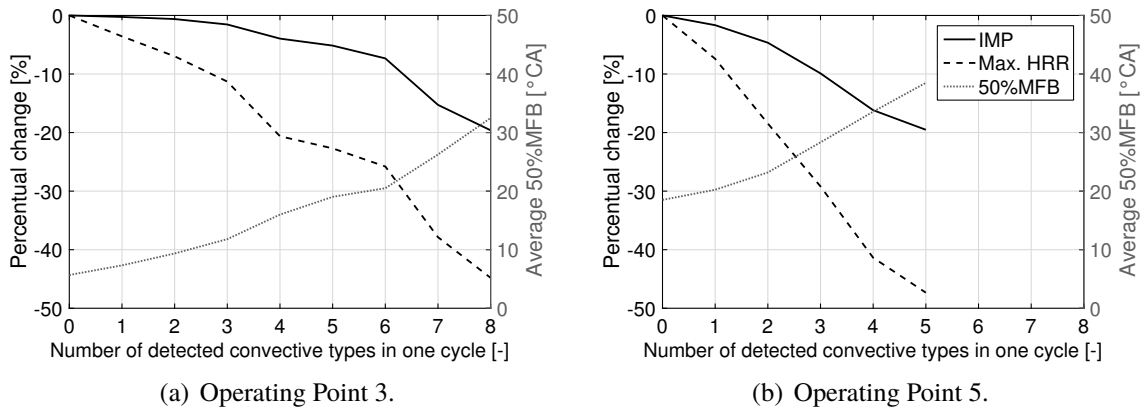 0
-10
-20
-30
-40
-50
Percentual change [%]
50
40
30
20
10
0
Average 50%MFB [°CA]
0 1 2 3 4 5 6 7 8
Number of detected convective types in one cycle [-]
(a) Operating Point 3.
0
-10
-20
-30
-40
-50
Percentual change [%]
IMP
Max. HRR
50%MFB
50
40
30
20
10
0
Average 50%MFB [°CA]
0 1 2 3 4 5 6 7 8
Number of detected convective types in one cycle [-]
(b) Operating Point 5.